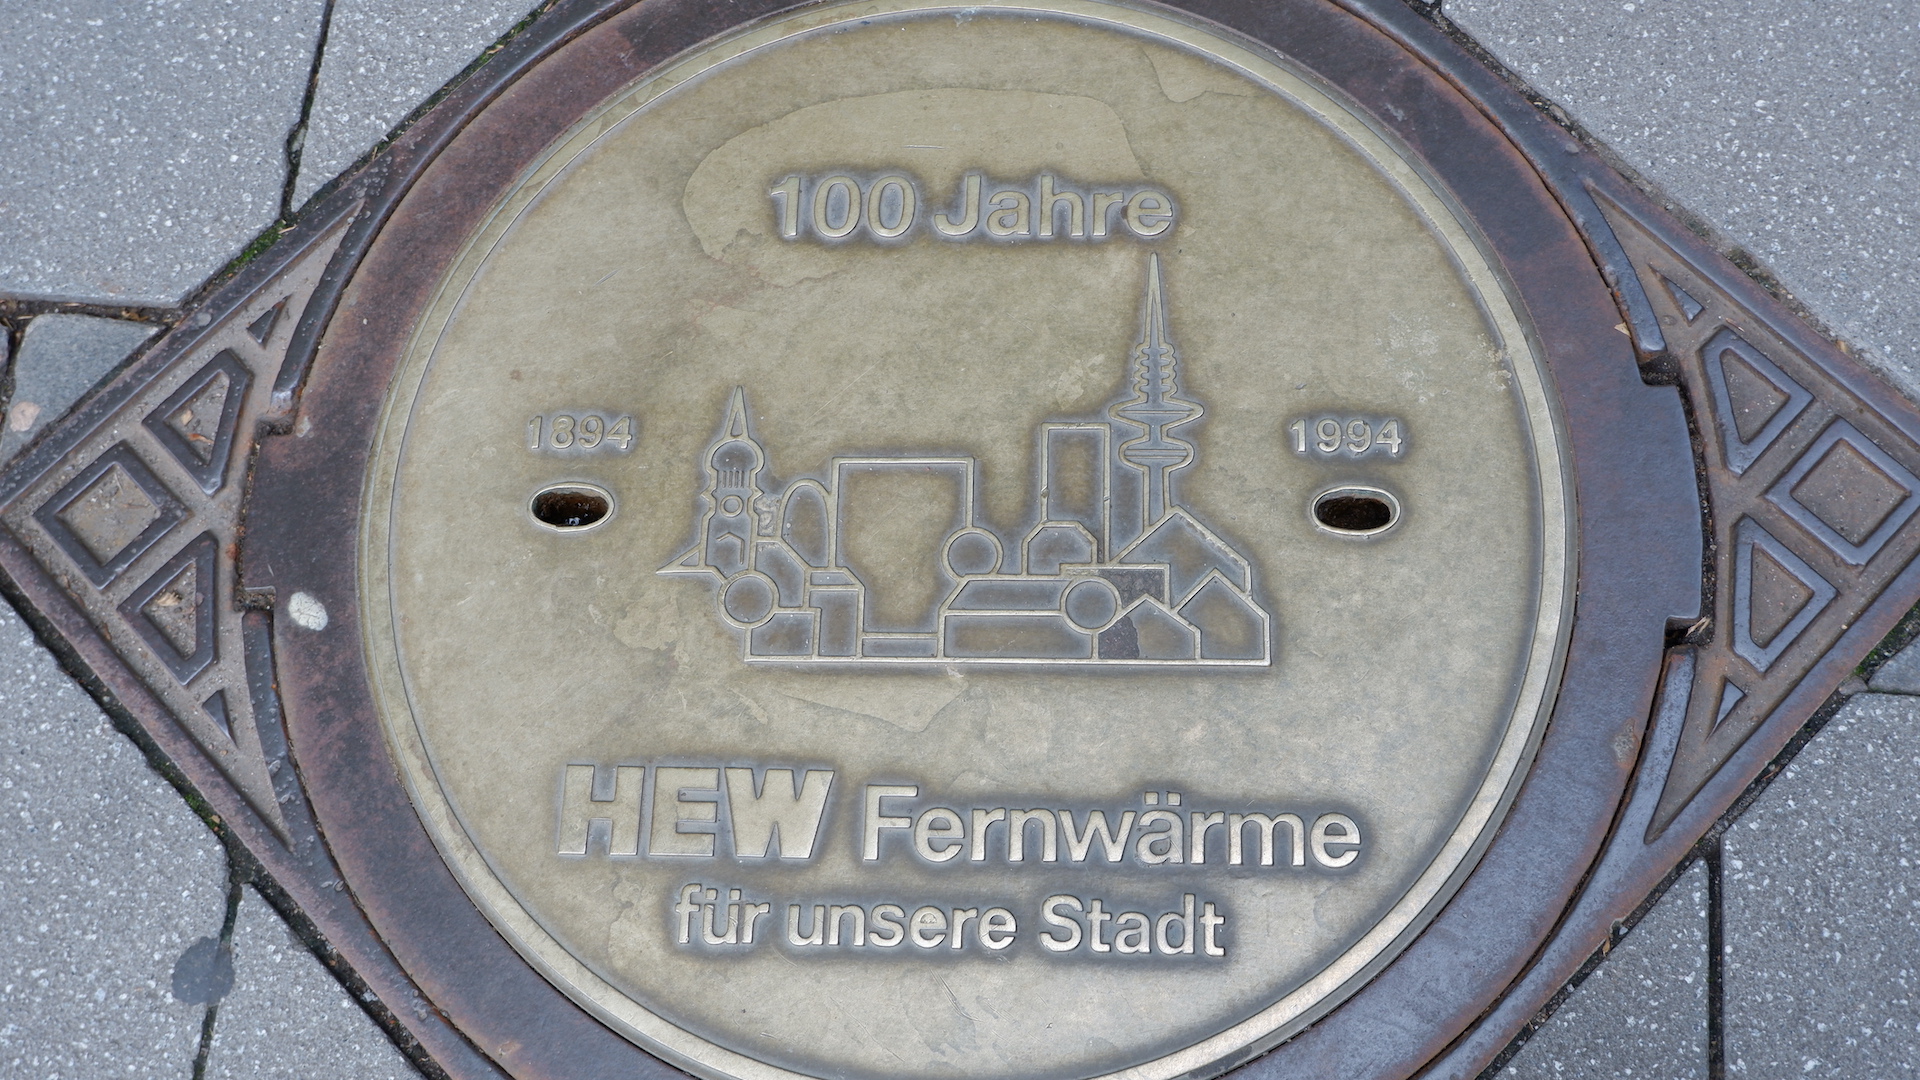 100 Jahre
1894
1994
HEW Fernwärme
für unsere Stadt